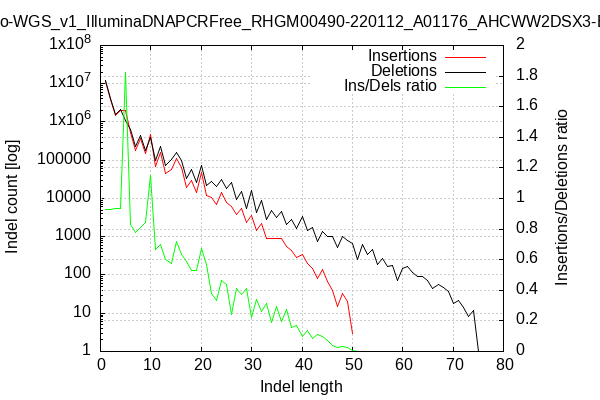 o-WGS_v1_IlluminaDNAPCRFree_RHGM00490-220112_A01176_AHCWW2DSX3-
Insertions
Deletions
Ins/Dels ratio
Indel count [log]
1x10^8
1x10^7
1x10^6
100000
10000
1000
100
10
1
Insertions/Deletions ratio
2
1.8
1.6
1.4
1.2
1
0.8
0.6
0.4
0.2
0
0 10 20 30 40 50 60 70 80
Indel length